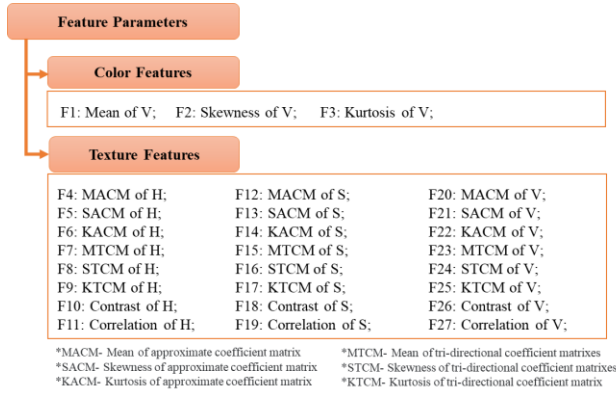 Feature Parameters
Color Features
F1: Mean of V; F2: Skewness of V; F3: Kurtosis of V;
Texture Features
F4: MACM of H; F12: MACM of S; F20: MACM of V;
F5: SACM of H; F13: SACM of S; F21: SACM of V;
F6: KACM of H; F14: KACM of S; F22: KACM of V;
F7: MTCM of H; F15: MTCM of S; F23: MTCM of V;
F8: STCM of H; F16: STCM of S; F24: STCM of V;
F9: KTCM of H; F17: KTCM of S; F25: KTCM of V;
F10: Contrast of H; F18: Contrast of S; F26: Contrast of V;
F11: Correlation of H; F19: Correlation of S; F27: Correlation of V;
*MACM- Mean of approximate coefficient matrix *MTCM- Mean of tri-directional coefficient matrixes
*SACM- Skewness of approximate coefficient matrix *STCM- Skewness of tri-directional coefficient matrixes
*KACM- Kurtosis of approximate coefficient matrix *KTCM- Kurtosis of tri-directional coefficient matrix